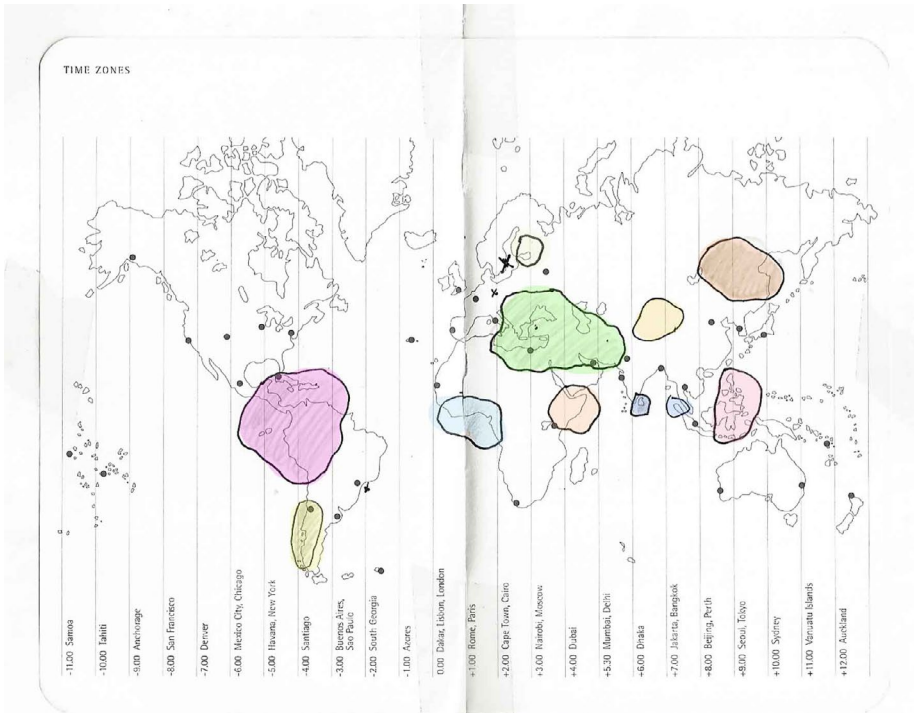 TIME ZONES
-11.00 Samoa
-10.00 Tahiti
-9.00 Anchorage
-8.00 San Francisco
-7.00 Denver
-6.00 Mexico City, Chicago
-5.00 Havana, New York
-4.00 Santiago
-3.00 Buenos Aires,
São Paulo
-2.00 South Georgia
-1.00 Azores
0.00 Dakar, Lisbon, London
+1.00 Rome, Paris
+2.00 Cape Town, Cairo
+3.00 Nairobi, Moscow
+4.00 Dubai
+5.30 Mumbai, Delhi
+6.00 Dhaka
+7.00 Jakarta, Bangkok
+8.00 Beijing, Perth
+9.00 Seoul, Tokyo
+10.00 Sydney
+11.00 Vanuatu Islands
+12.00 Auckland